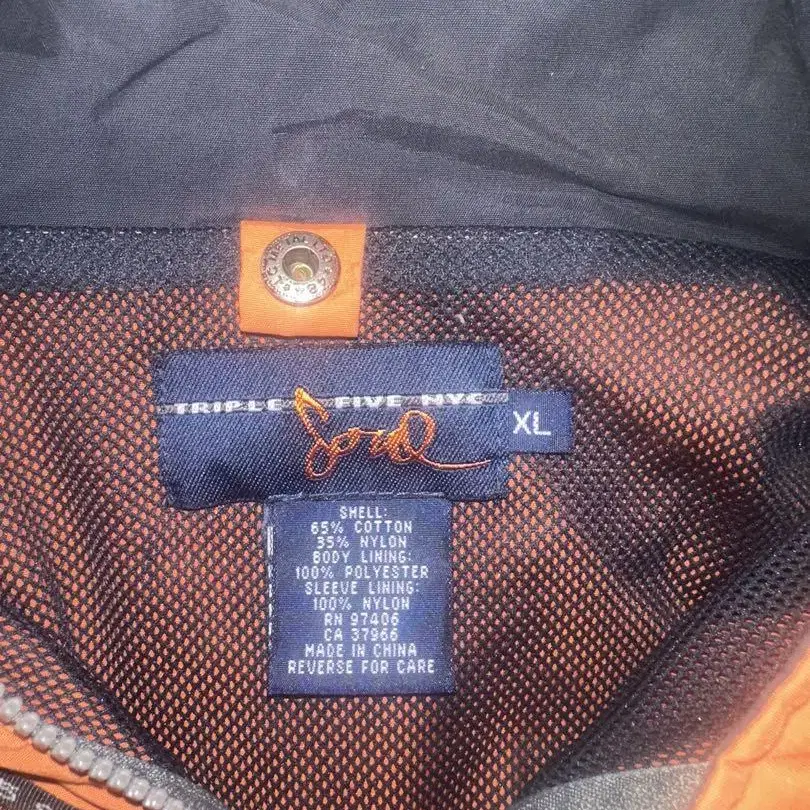 TRIPLE FIVE NYC
Soul
XL
SHELL:
65% COTTON
35% NYLON
BODY LINING:
100% POLYESTER
SLEEVE LINING:
100% NYLON
RN 97406
CA 37966
MADE IN CHINA
REVERSE FOR CARE